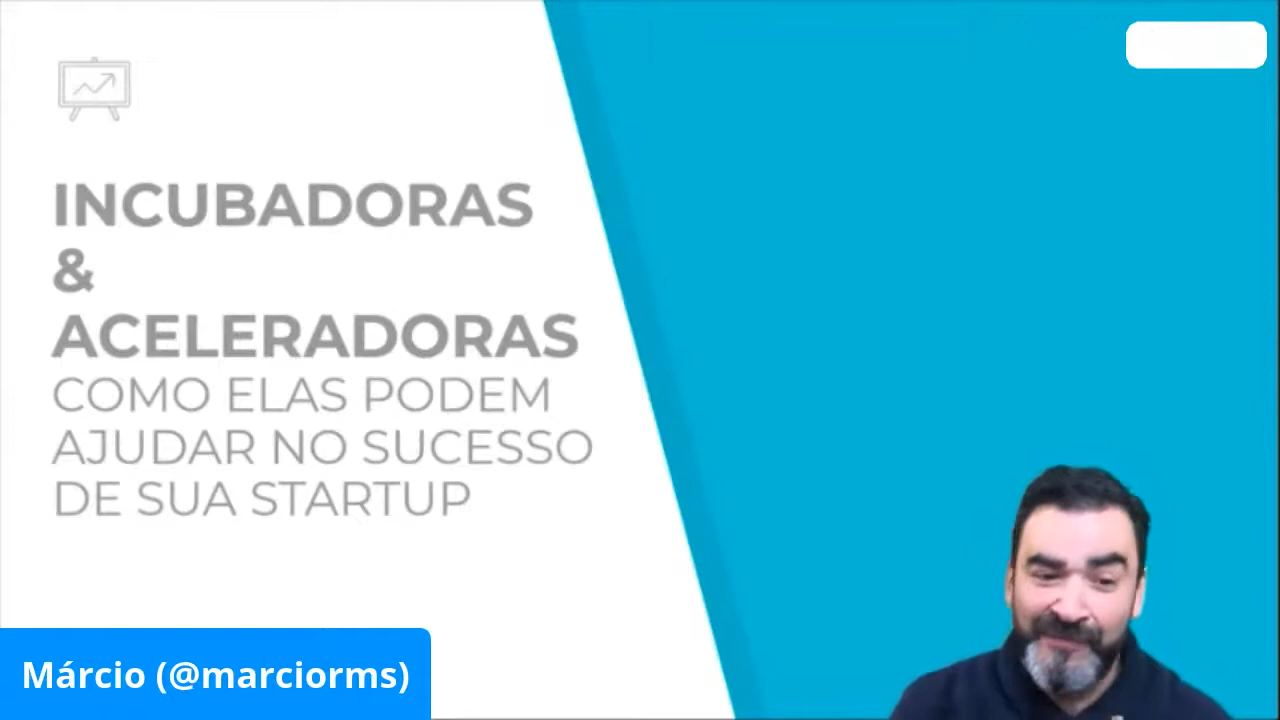 INCUBADORAS
&
ACELERADORAS
COMO ELAS PODEM
AJUDAR NO SUCESSO
DE SUA STARTUP
Márcio (@marciorms)